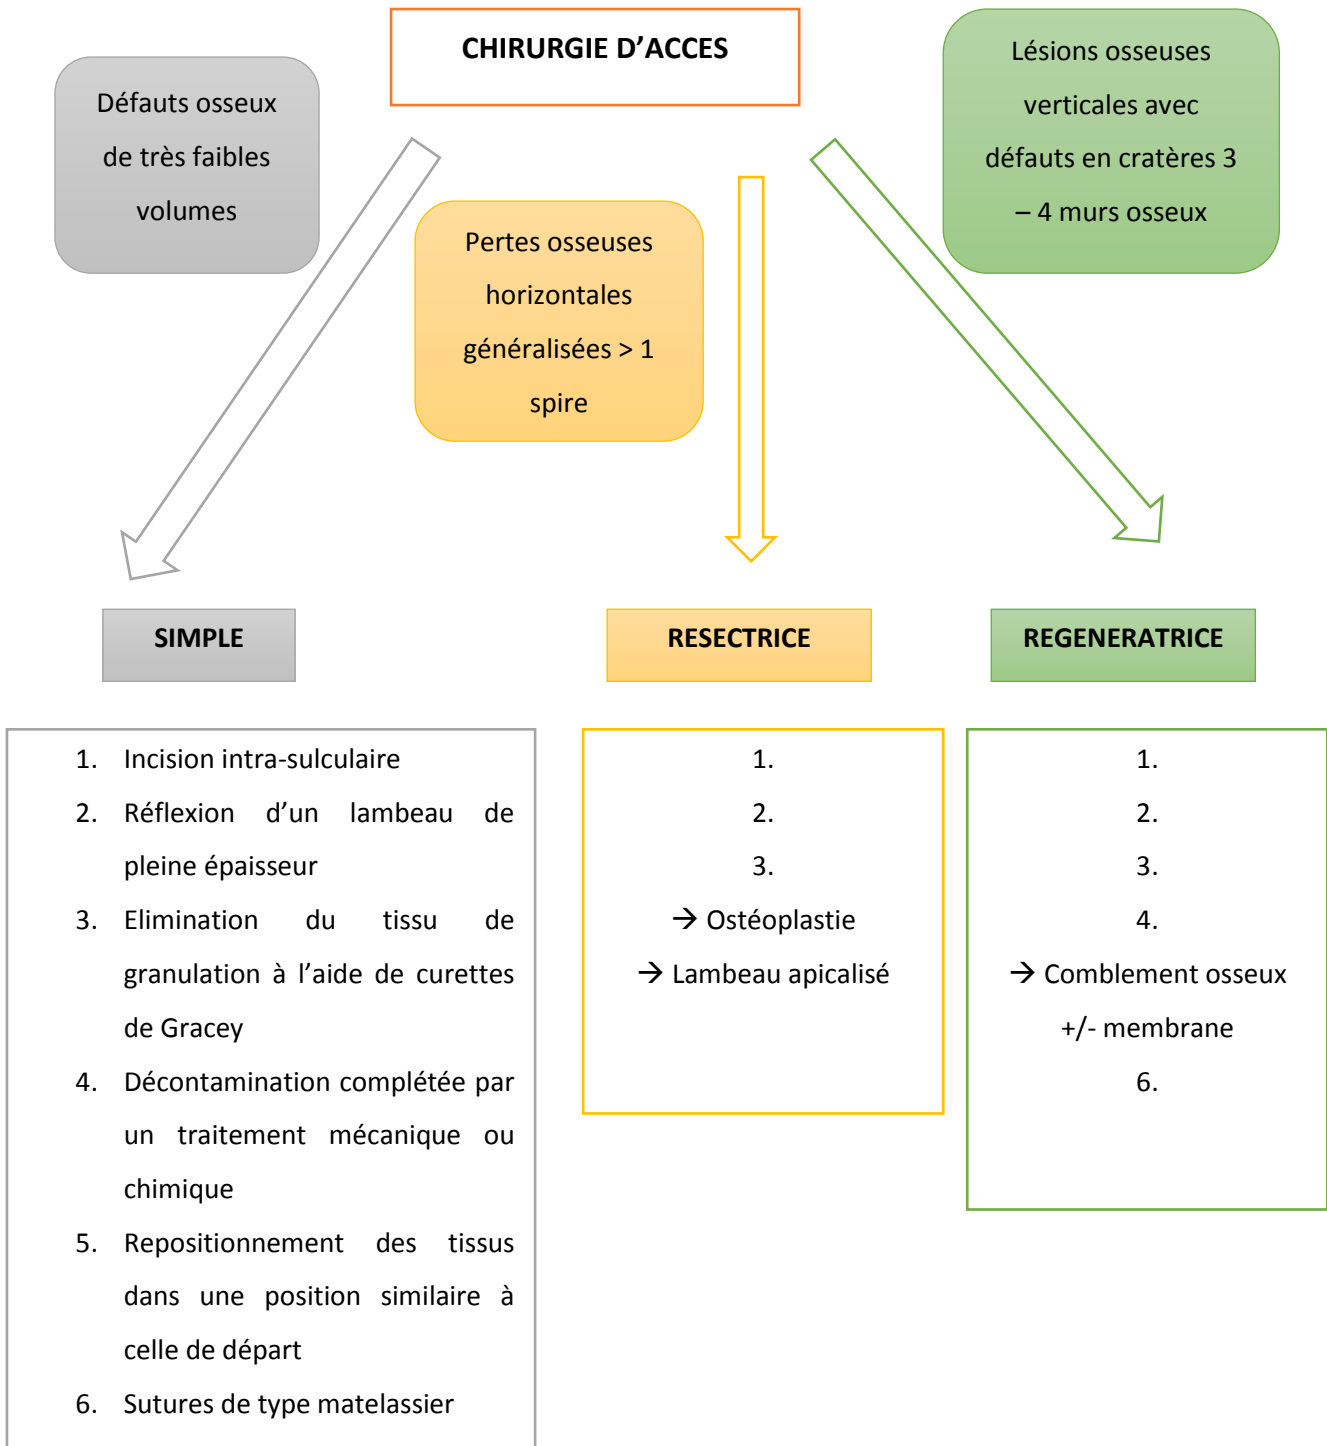 CHIRURGIE D’ACCES
Défauts osseux
de très faibles
volumes
Pertes osseuses
horizontales
généralisées > 1
spire
Lésions osseuses
verticales avec
défauts en cratères 3
– 4 murs osseux
SIMPLE
RESECTRICE
REGENERATRICE
1. Incision intra-sulculaire
2. Réflexion d’un lambeau de
pleine épaisseur
3. Elimination du tissu de
granulation à l’aide de curettes
de Gracey
4. Décontamination complétée par
un traitement mécanique ou
chimique
5. Repositionnement des tissus
dans une position similaire à
celle de départ
6. Sutures de type matelassier
1.
2.
3.
→ Ostéoplastie
→ Lambeau apicalisé
1.
2.
3.
4.
→ Comblement osseux
+/- membrane
6.